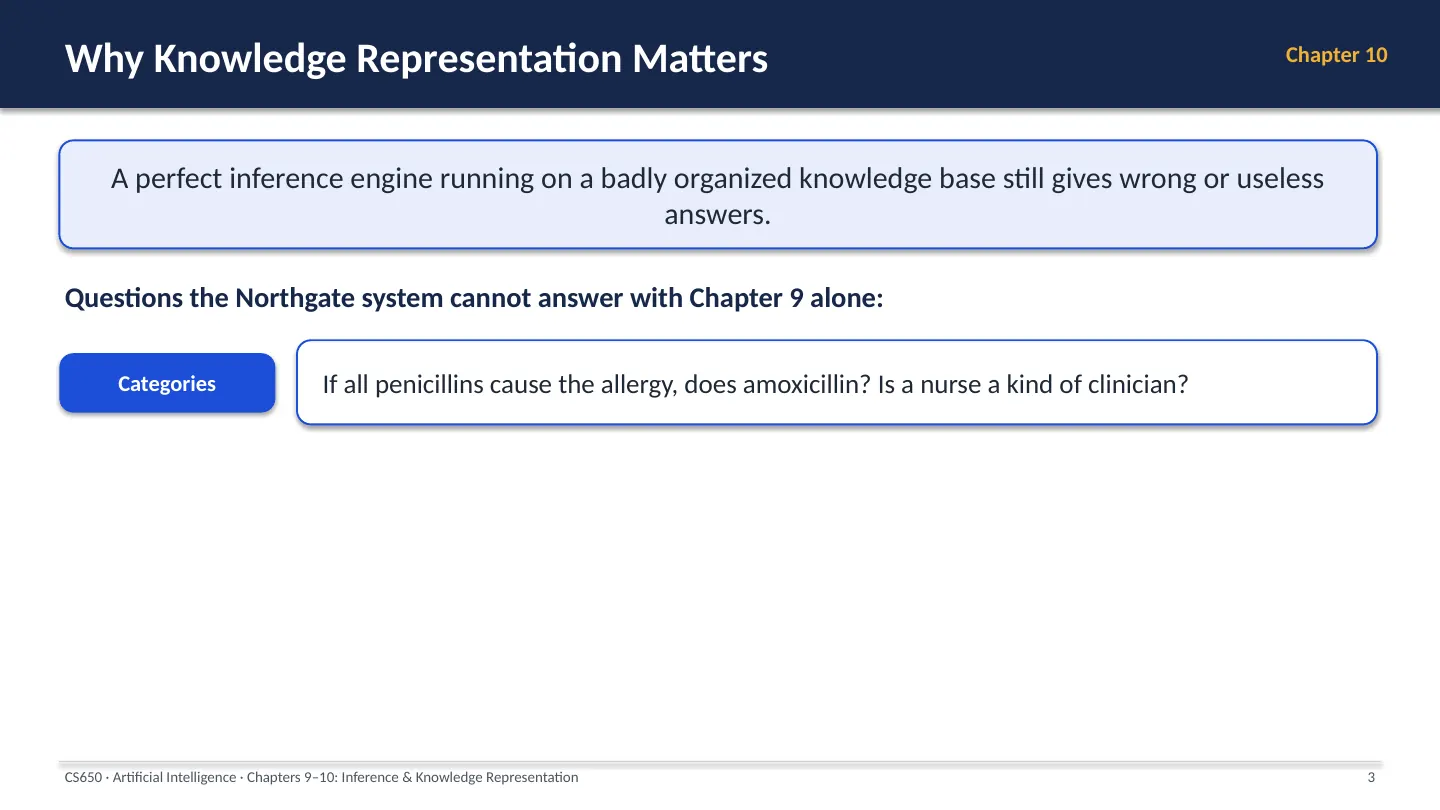 Why Knowledge Representation Matters
Chapter 10
A perfect inference engine running on a badly organized knowledge base still gives wrong or useless
answers.
Questions the Northgate system cannot answer with Chapter 9 alone:
Categories
If all penicillins cause the allergy, does amoxicillin? Is a nurse a kind of clinician?
CS650 · Artificial Intelligence · Chapters 9–10: Inference & Knowledge Representation
3